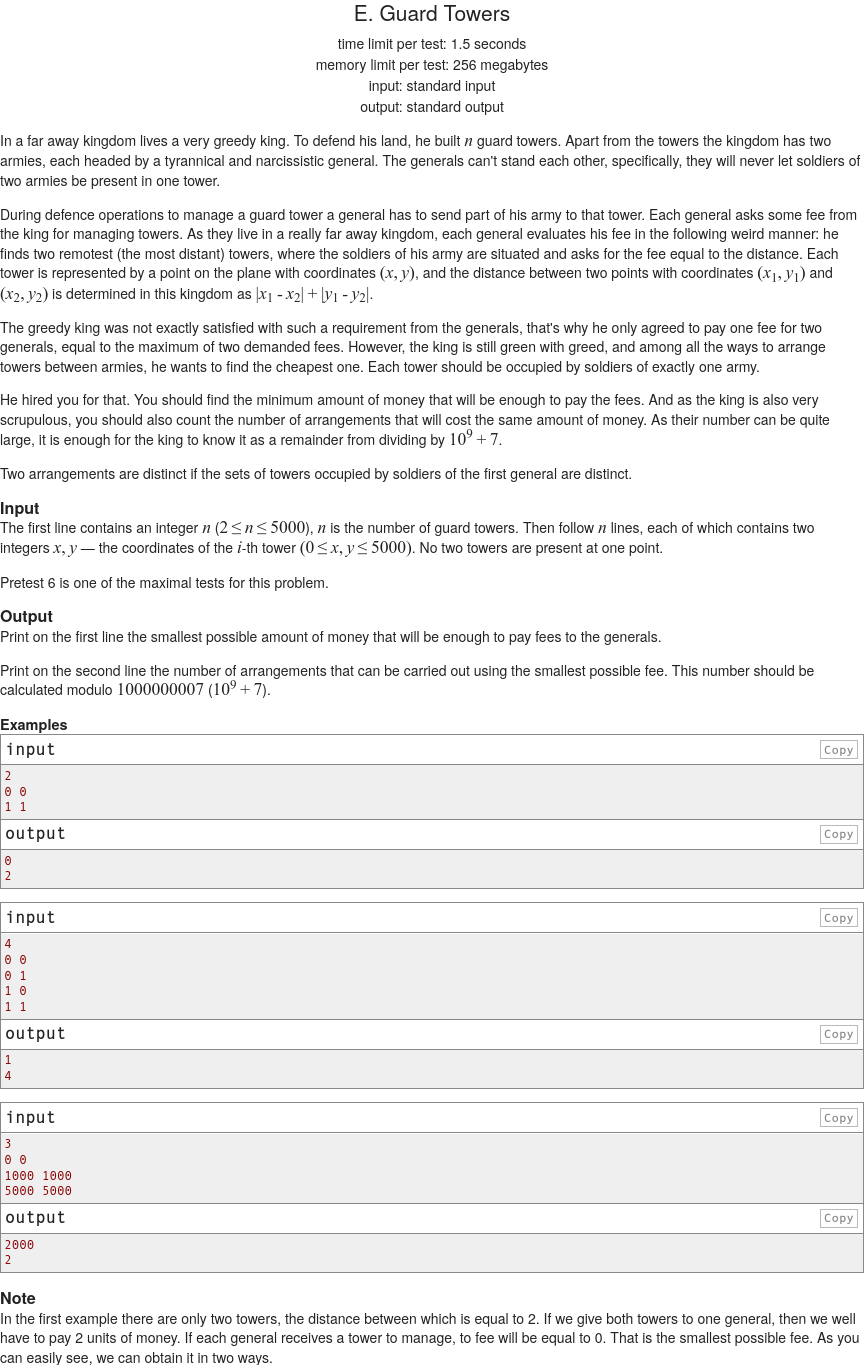 E. Guard Towers
time limit per test: 1.5 seconds
memory limit per test: 256 megabytes
input: standard input
output: standard output
In a far away kingdom lives a very greedy king. To defend his land, he built n guard towers. Apart from the towers the kingdom has two
armies, each headed by a tyrannical and narcissistic general. The generals can't stand each other, specifically, they will never let soldiers of
two armies be present in one tower.
During defence operations to manage a guard tower a general has to send part of his army to that tower. Each general asks some fee from
the king for managing towers. As they live in a really far away kingdom, each general evaluates his fee in the following weird manner: he
finds two remotest (the most distant) towers, where the soldiers of his army are situated and asks for the fee equal to the distance. Each
tower is represented by a point on the plane with coordinates (x, y), and the distance between two points with coordinates (x₁, y₁) and
(x₂, y₂) is determined in this kingdom as |x₁ - x₂| + |y₁ - y₂|.
The greedy king was not exactly satisfied with such a requirement from the generals, that's why he only agreed to pay one fee for two
generals, equal to the maximum of two demanded fees. However, the king is still green with greed, and among all the ways to arrange
towers between armies, he wants to find the cheapest one. Each tower should be occupied by soldiers of exactly one army.
He hired you for that. You should find the minimum amount of money that will be enough to pay the fees. And as the king is also very
scrupulous, you should also count the number of arrangements that will cost the same amount of money. As their number can be quite
large, it is enough for the king to know it as a remainder from dividing by 10⁹ + 7.
Two arrangements are distinct if the sets of towers occupied by soldiers of the first general are distinct.
Input
The first line contains an integer n (2 ≤ n ≤ 5000), n is the number of guard towers. Then follow n lines, each of which contains two
integers x, y — the coordinates of the i-th tower (0 ≤ x, y ≤ 5000). No two towers are present at one point.
Pretest 6 is one of the maximal tests for this problem.
Output
Print on the first line the smallest possible amount of money that will be enough to pay fees to the generals.
Print on the second line the number of arrangements that can be carried out using the smallest possible fee. This number should be
calculated modulo 1000000007 (10⁹ + 7).
Examples
input Copy
2
0 0
1 1
output Copy
0
2
input Copy
4
0 0
0 1
1 0
1 1
output Copy
1
4
input Copy
3
0 0
1000 1000
5000 5000
output Copy
2000
2
Note
In the first example there are only two towers, the distance between which is equal to 2. If we give both towers to one general, then we well
have to pay 2 units of money. If each general receives a tower to manage, to fee will be equal to 0. That is the smallest possible fee. As you
can easily see, we can obtain it in two ways.